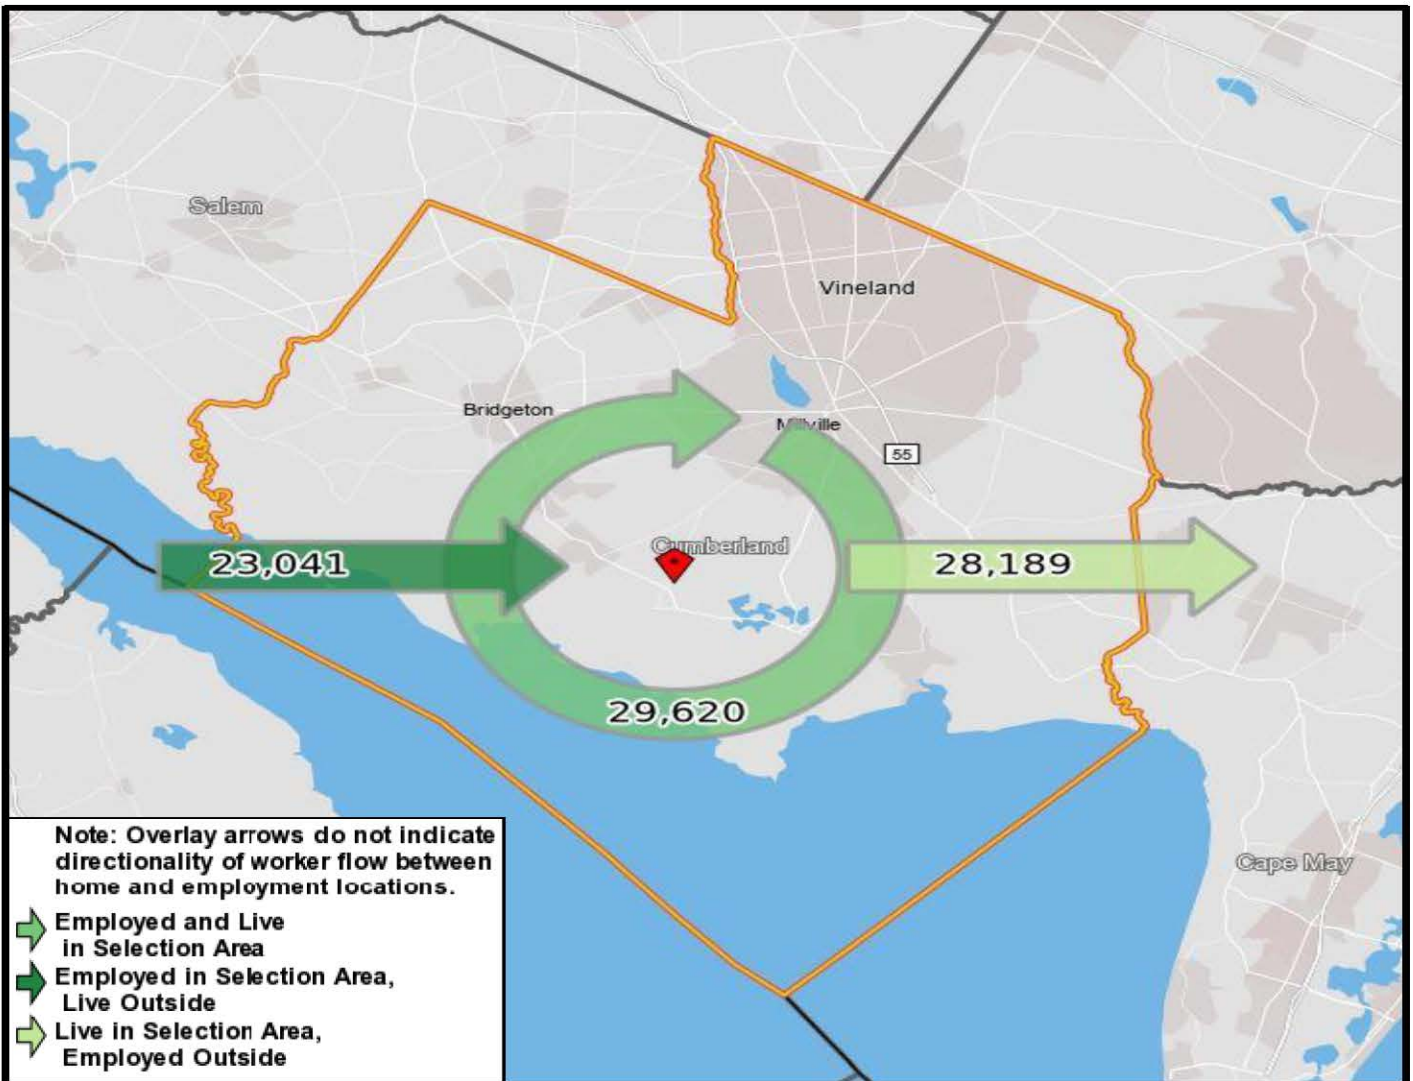 Salem
Vineland
Bridgeton
Millville
55
Cumberland
23,041
28,189
29,620
Note: Overlay arrows do not indicate
directionality of worker flow between
home and employment locations.
Cape May
Employed and Live
in Selection Area
Employed in Selection Area,
Live Outside
Live in Selection Area,
Employed Outside